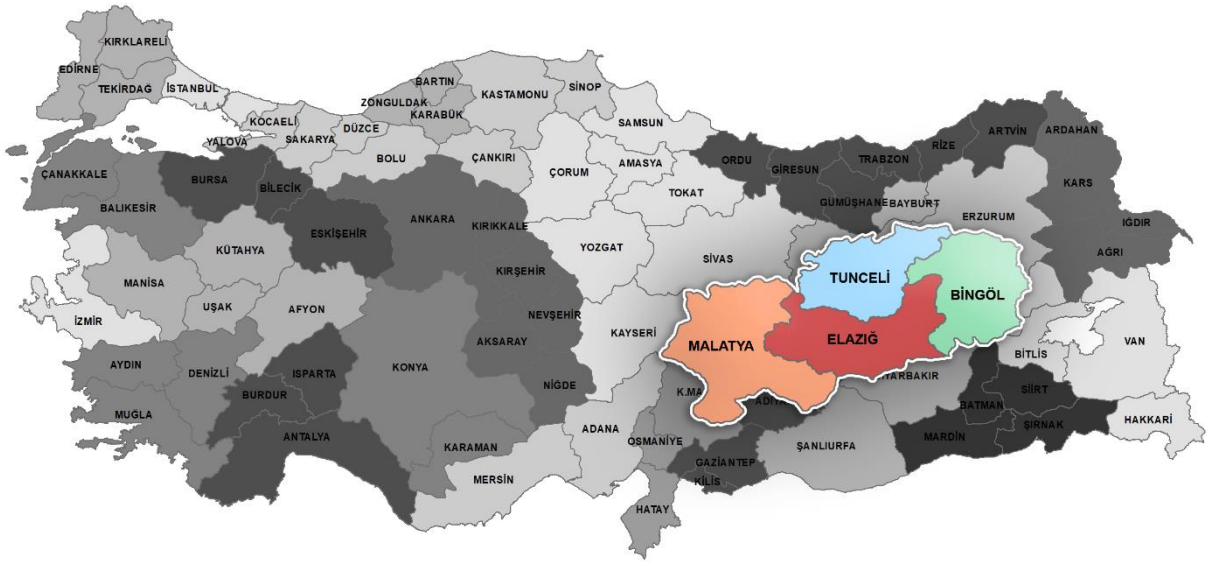 KIRKLARELİ
EDİRNE
TEKİRDAĞ
İSTANBUL
KOCAELİ
YALOVA
SAKARYA
DÜZCE
ZONGULDAK
BARTIN
KARABÜK
KASTAMONU
SİNOP
SAMSUN
BOLU
ÇANKIRI
ÇORUM
AMASYA
TOKAT
ORDU
GİRESUN
TRABZON
RİZE
ARTVİN
ARDAHAN
GÜMÜŞHANE
BAYBURT
ERZURUM
KARS
IĞDIR
AĞRI
ÇANAKKALE
BALIKESİR
BURSA
BİLECİK
ESKİŞEHİR
ANKARA
KIRIKKALE
YOZGAT
SİVAS
TUNCELİ
BİNGÖL
KÜTAHYA
MANİSA
UŞAK
AFYON
KIRŞEHİR
NEVŞEHİR
KAYSERİ
MALATYA
ELAZIĞ
BİTLİS
VAN
İZMİR
AYDIN
DENİZLİ
ISPARTA
BURDUR
KONYA
AKSARAY
NİĞDE
K.MA
ADIYA
YARBAKIR
BATMAN
SİİRT
ŞIRNAK
HAKKARİ
MUĞLA
ANTALYA
KARAMAN
MERSİN
ADANA
OSMANİYE
GAZİANTEP
KİLİS
ŞANLIURFA
MARDİN
HATAY